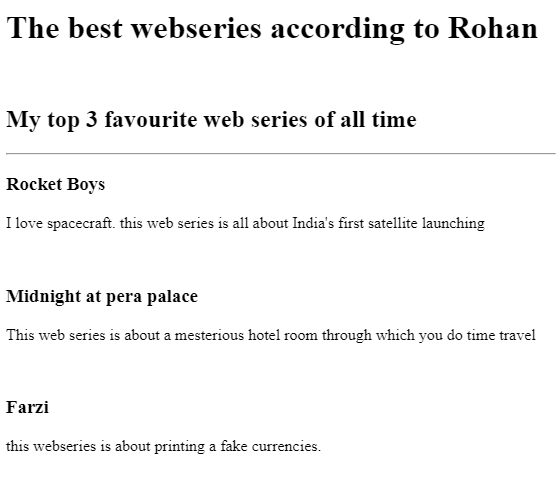 The best webseries according to Rohan
My top 3 favourite web series of all time
Rocket Boys
I love spacecraft. this web series is all about India's first satellite launching
Midnight at pera palace
This web series is about a mesterious hotel room through which you do time travel
Farzi
this webseries is about printing a fake currencies.